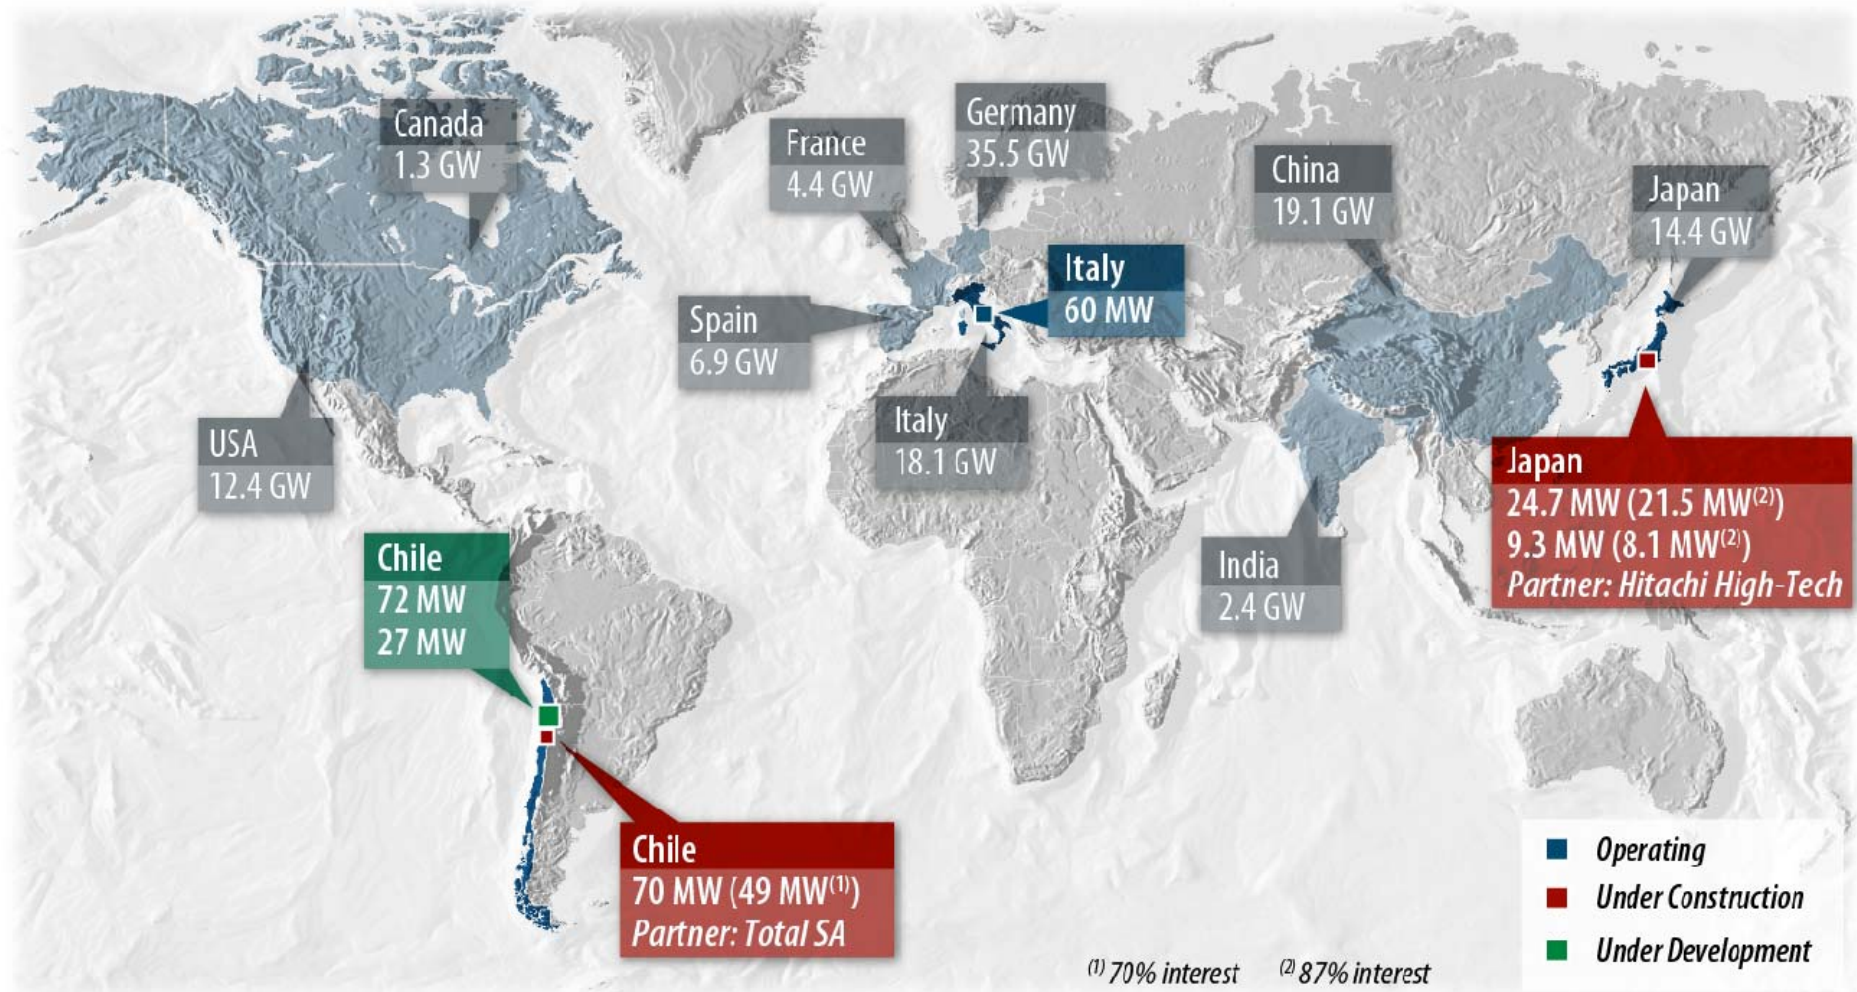 Canada
1.3 GW
France
4.4 GW
Germany
35.5 GW
China
19.1 GW
Japan
14.4 GW
Italy
60 MW
Spain
6.9 GW
Italy
18.1 GW
USA
12.4 GW
India
2.4 GW
Japan
24.7 MW (21.5 MW⁽²⁾)
9.3 MW (8.1 MW⁽²⁾)
Partner: Hitachi High-Tech
Chile
72 MW
27 MW
Chile
70 MW (49 MW⁽¹⁾)
Partner: Total SA
Operating
Under Construction
Under Development
⁽¹⁾ 70% interest ⁽²⁾ 87% interest